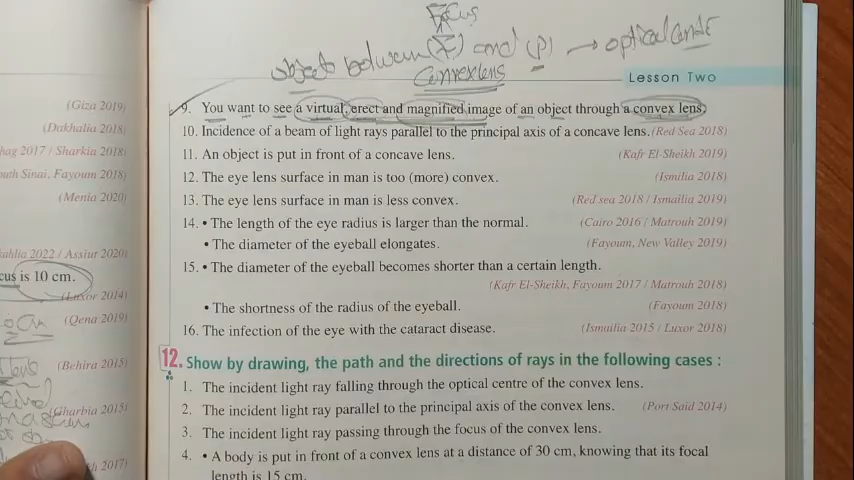 Focus
object between (F) and (p) → optical center
Convex lens
Lesson Two
(Giza 2019)
(Dakhalia 2018)
hag 2017 / Sharkia 2018)
outh Sinai, Fayoum 2018)
(Menia 2020)
ahlia 2022 / Assiut 2020)
cus is 10 cm.
(Luxor 2014)
(Qena 2019)
(Behira 2015)
(Gharbia 2015)
2017)
9. You want to see a virtual, erect and magnified image of an object through a convex lens.
10. Incidence of a beam of light rays parallel to the principal axis of a concave lens. (Red Sea 2018)
11. An object is put in front of a concave lens. (Kafr El-Sheikh 2019)
12. The eye lens surface in man is too (more) convex. (Ismilia 2018)
13. The eye lens surface in man is less convex. (Red sea 2018 / Ismailia 2019)
14. • The length of the eye radius is larger than the normal. (Cairo 2016 / Matrouh 2019)
• The diameter of the eyeball elongates. (Fayoum, New Valley 2019)
15. • The diameter of the eyeball becomes shorter than a certain length.
(Kafr El-Sheikh, Fayoum 2017 / Matrouh 2018)
• The shortness of the radius of the eyeball. (Fayoum 2018)
16. The infection of the eye with the cataract disease. (Ismailia 2015 / Luxor 2018)
12. Show by drawing, the path and the directions of rays in the following cases :
1. The incident light ray falling through the optical centre of the convex lens.
2. The incident light ray parallel to the principal axis of the convex lens. (Port Said 2014)
3. The incident light ray passing through the focus of the convex lens.
4. • A body is put in front of a convex lens at a distance of 30 cm, knowing that its focal
length is 15 cm.